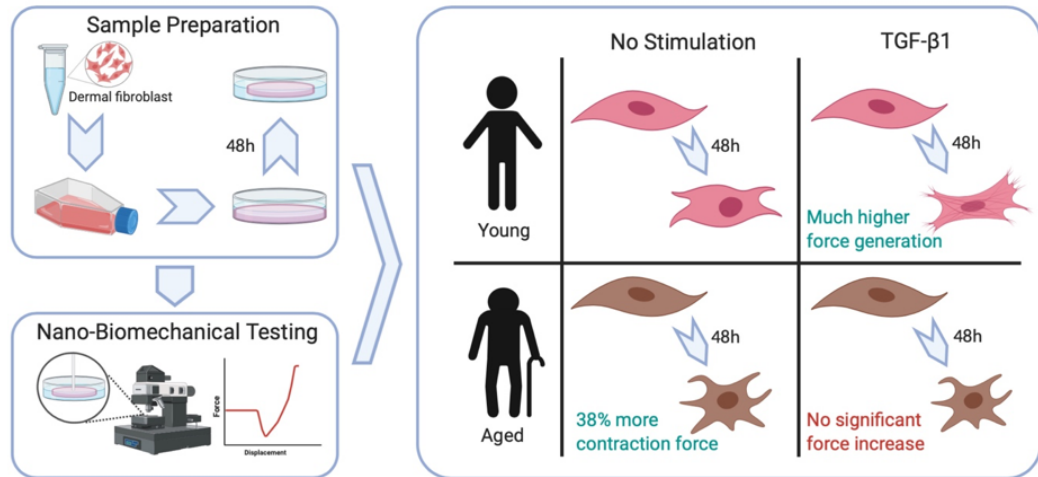 Sample Preparation
Dermal fibroblast
48h
Nano-Biomechanical Testing
Force
Displacement
No Stimulation
TGF-β1
Young
48h
48h
Much higher
force generation
Aged
48h
38% more
contraction force
48h
No significant
force increase